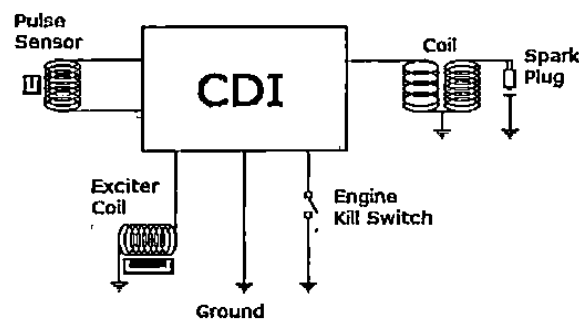 Pulse
Sensor
CDI
Coil
Spark
Plug
Exciter
Coil
Engine
Kill Switch
Ground